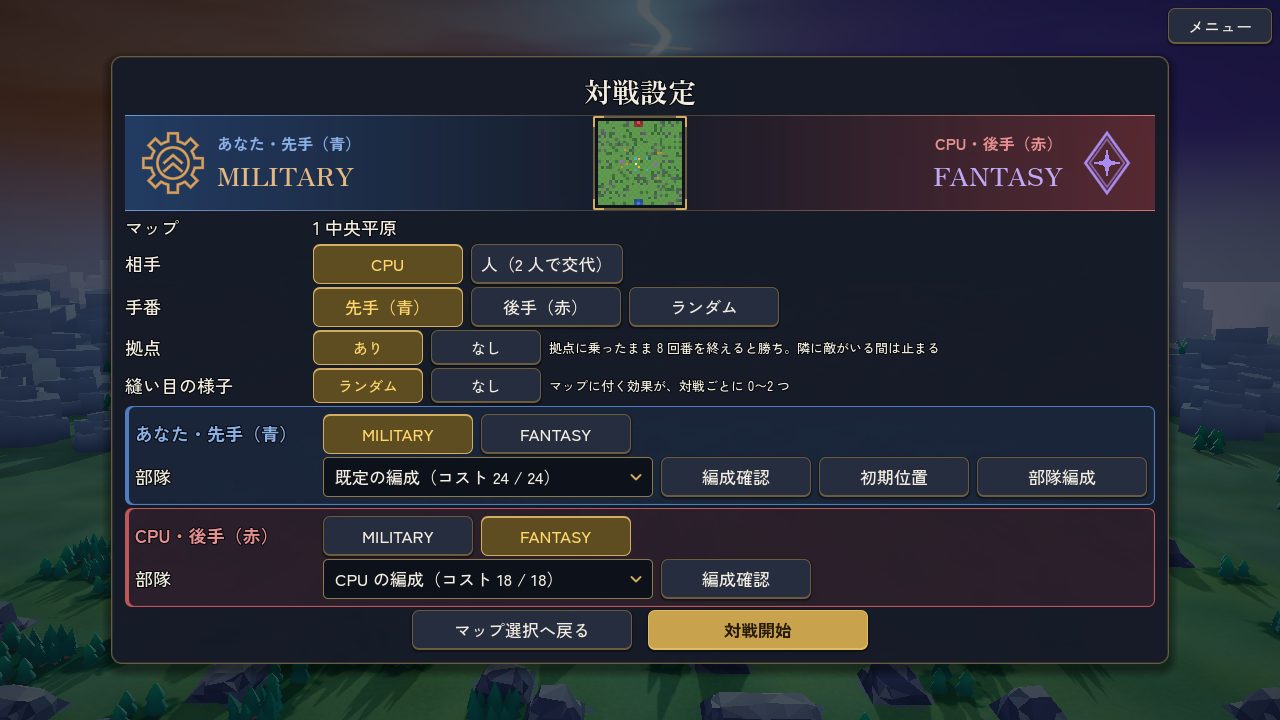 メニュー
対戦設定
あなた・先手（青）
MILITARY
CPU・後手（赤）
FANTASY
マップ 1 中央平原
相手 CPU 人（2 人で交代）
手番 先手（青） 後手（赤） ランダム
拠点 あり なし 拠点に乗ったまま 8 回番を終えると勝ち。隣に敵がいる間は止まる
縫い目の様子 ランダム なし マップに付く効果が、対戦ごとに 0〜2 つ
あなた・先手（青） MILITARY FANTASY
部隊 既定の編成（コスト 24 / 24） 編成確認 初期位置 部隊編成
CPU・後手（赤） MILITARY FANTASY
部隊 CPU の編成（コスト 18 / 18） 編成確認
マップ選択へ戻る 対戦開始